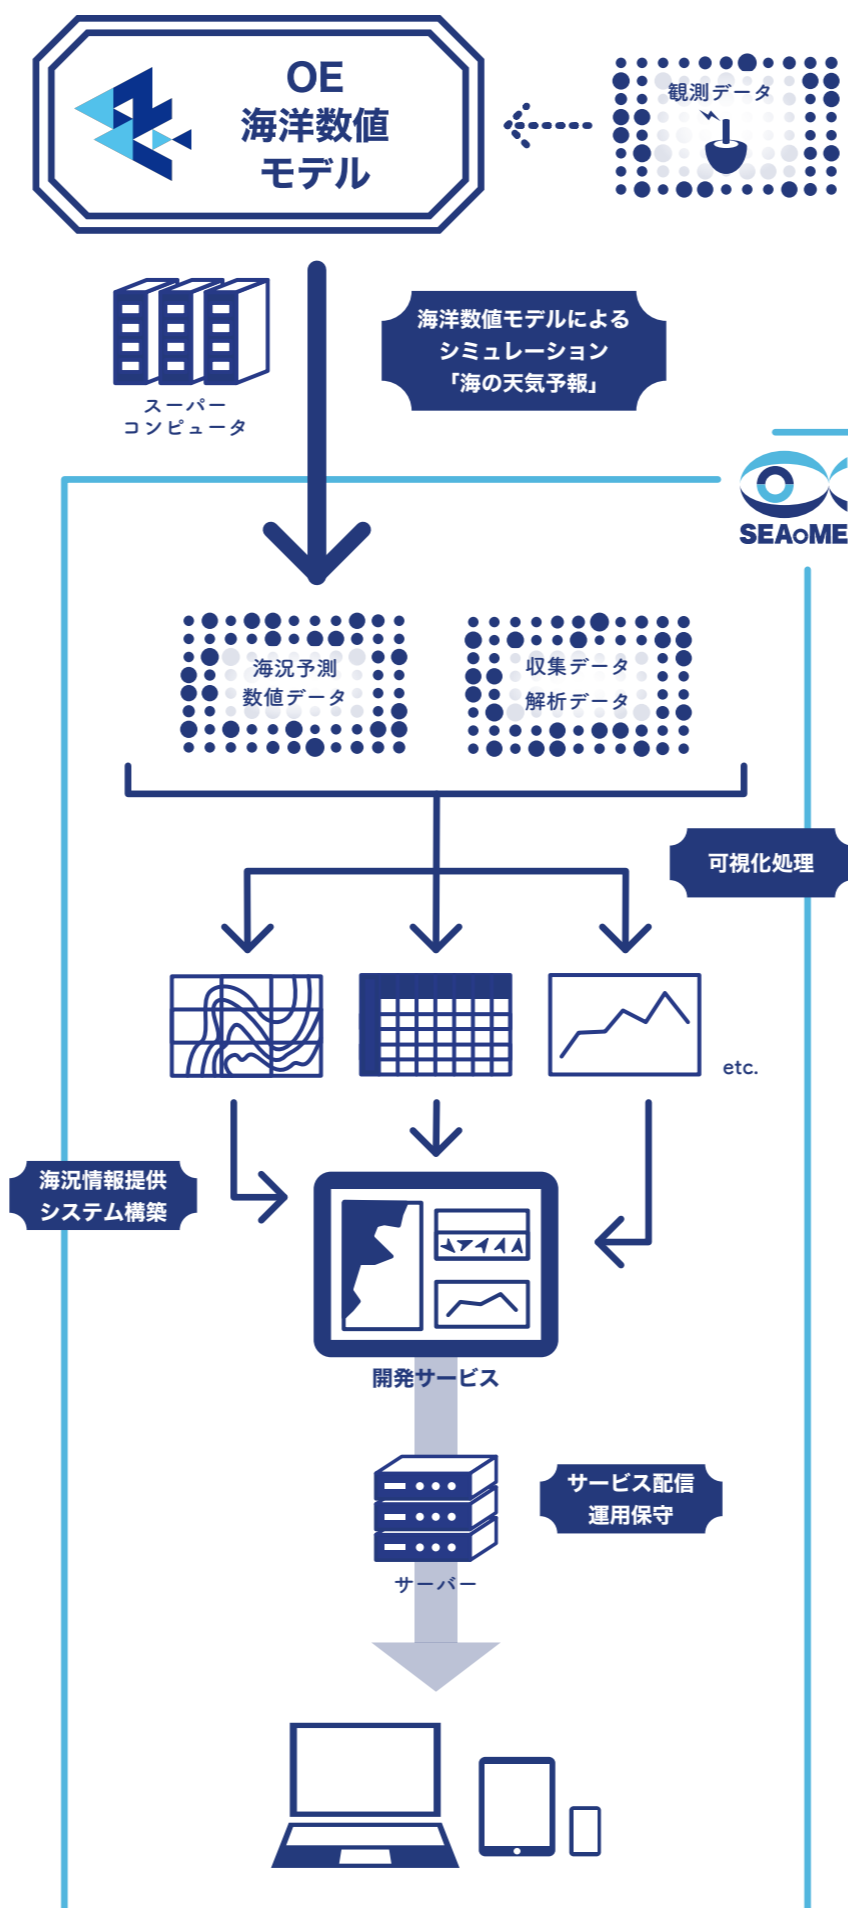 OE
海洋数値
モデル
観測データ
スーパー
コンピュータ
海洋数値モデルによる
シミュレーション
「海の天気予報」
SEAoME
海況予測
数値データ
収集データ
解析データ
可視化処理
etc.
海況情報提供
システム構築
開発サービス
サービス配信
運用保守
サーバー